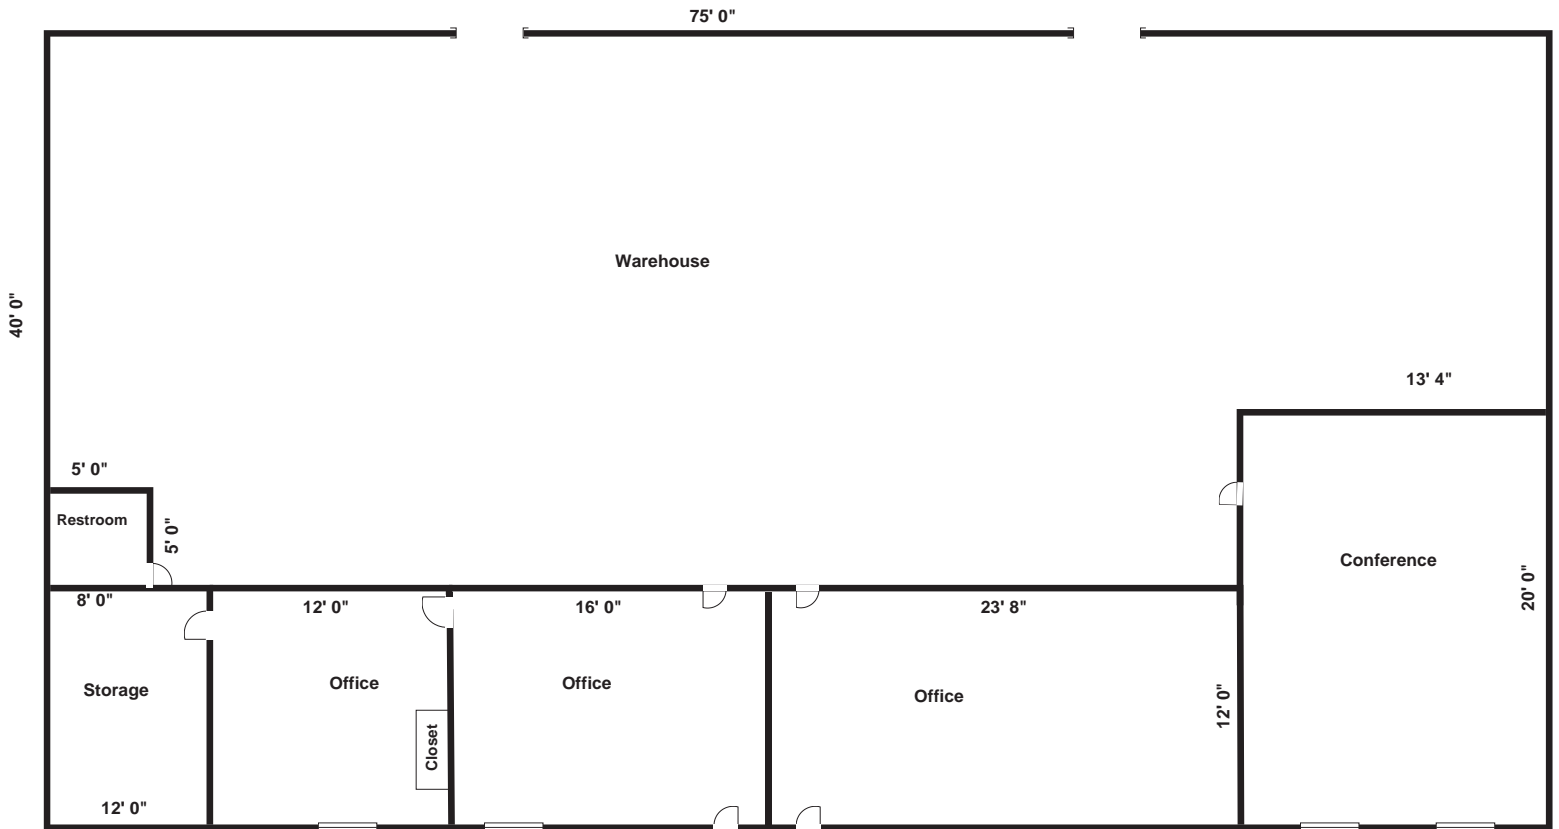 75' 0"
Warehouse
40' 0"
13' 4"
5' 0"
Restroom
5' 0"
Conference
20' 0"
8' 0"
12' 0"
16' 0"
23' 8"
Storage
Office
Office
Office
12' 0"
Closet
12' 0"